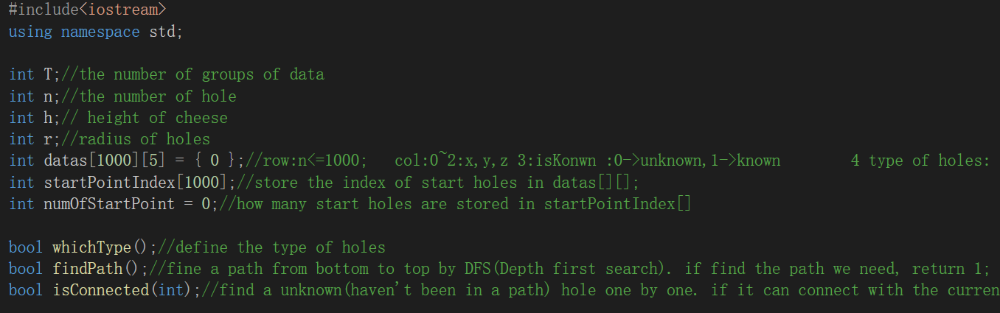 #include<iostream>
using namespace std;
int T;//the number of groups of data
int n;//the number of hole
int h;// height of cheese
int r;//radius of holes
int datas[1000][5] = { 0 };//row:n<=1000;   col:0~2:x,y,z 3:isKonwn :0->unknown,1->known        4 type of holes:
int startPointIndex[1000];//store the index of start holes in datas[][];
int numOfStartPoint = 0;//how many start holes are stored in startPointIndex[]
bool whichType();//define the type of holes
bool findPath();//fine a path from bottom to top by DFS(Depth first search). if find the path we need, return 1;
bool isConnected(int);//find a unknown(haven't been in a path) hole one by one. if it can connect with the curren